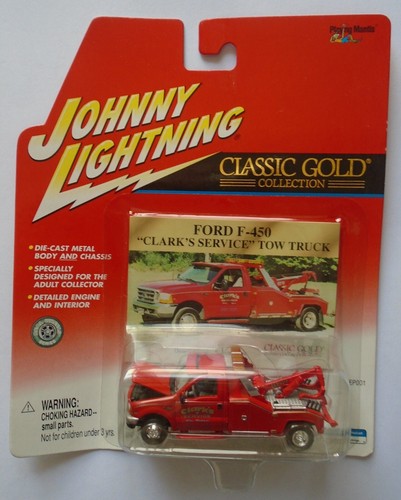 Playing Mantis
JOHNNY
LIGHTNING
CLASSIC GOLD
COLLECTION
FORD F-450
"CLARK'S SERVICE" TOW TRUCK
• DIE-CAST METAL
BODY AND CHASSIS
• SPECIALLY
DESIGNED FOR THE
ADULT COLLECTOR
• DETAILED ENGINE
AND INTERIOR
CLASSIC GOLD
WARNING:
CHOKING HAZARD—
small parts.
Not for children under 3 yrs.